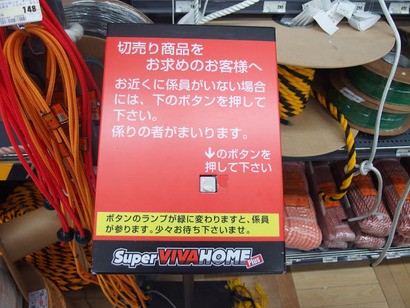 148
切売り商品を
お求めのお客様へ
お近くに係員がいない場合
には、下のボタンを押して
下さい。
係りの者がまいります。
↓のボタンを
押して下さい
ボタンのランプが緑に変わりますと、係員
が参ります。少々お待ち下さいませ。
Super VIVAHOME Plus